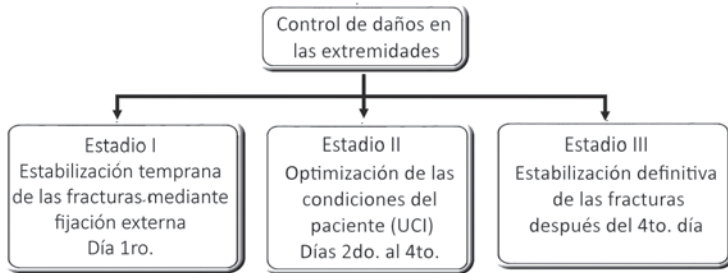 Control de daños en
las extremidades
Estadio I
Estabilización temprana
de las fracturas mediante
fijación externa
Día 1ro.
Estadio II
Optimización de las
condiciones del
paciente (UCI)
Días 2do. al 4to.
Estadio III
Estabilización definitiva
de las fracturas
después del 4to. día